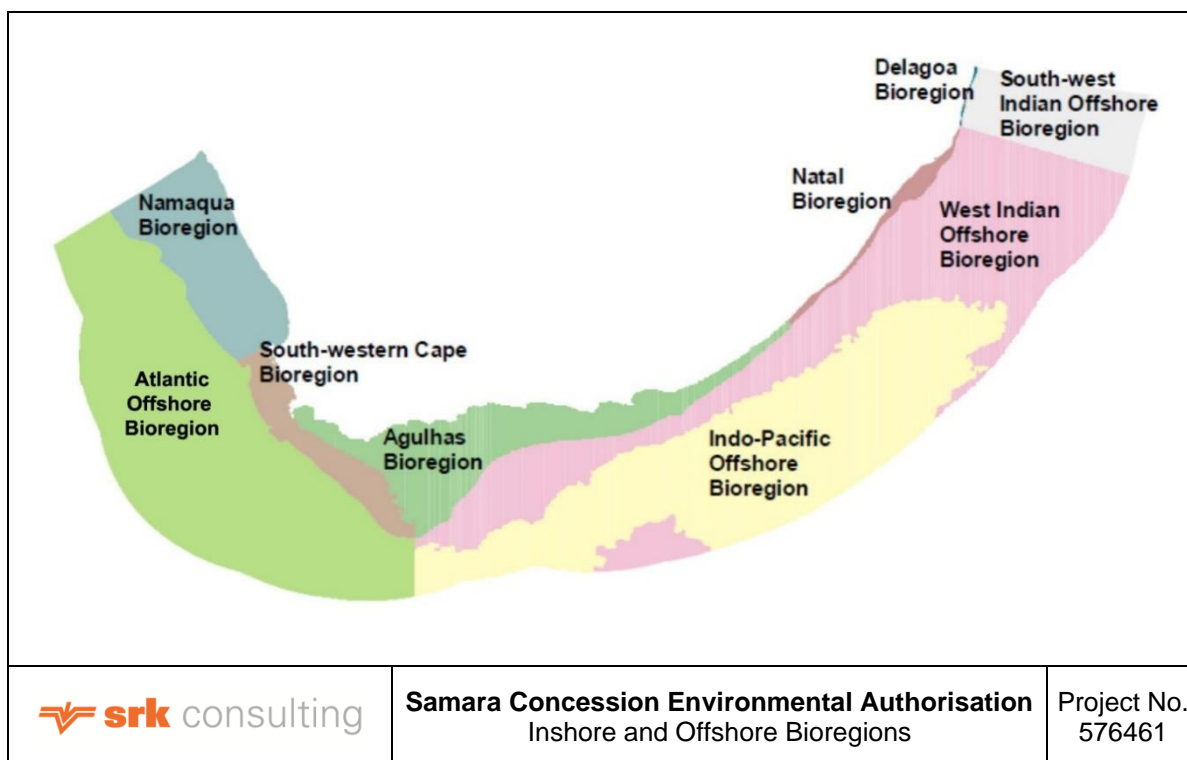 Delagoa
Bioregion
South-west
Indian Offshore
Bioregion
Namaqua
Bioregion
Natal
Bioregion
West Indian
Offshore
Bioregion
South-western Cape
Bioregion
Atlantic
Offshore
Bioregion
Agulhas
Bioregion
Indo-Pacific
Offshore
Bioregion
srk consulting
Samara Concession Environmental Authorisation
Inshore and Offshore Bioregions
Project No.
576461